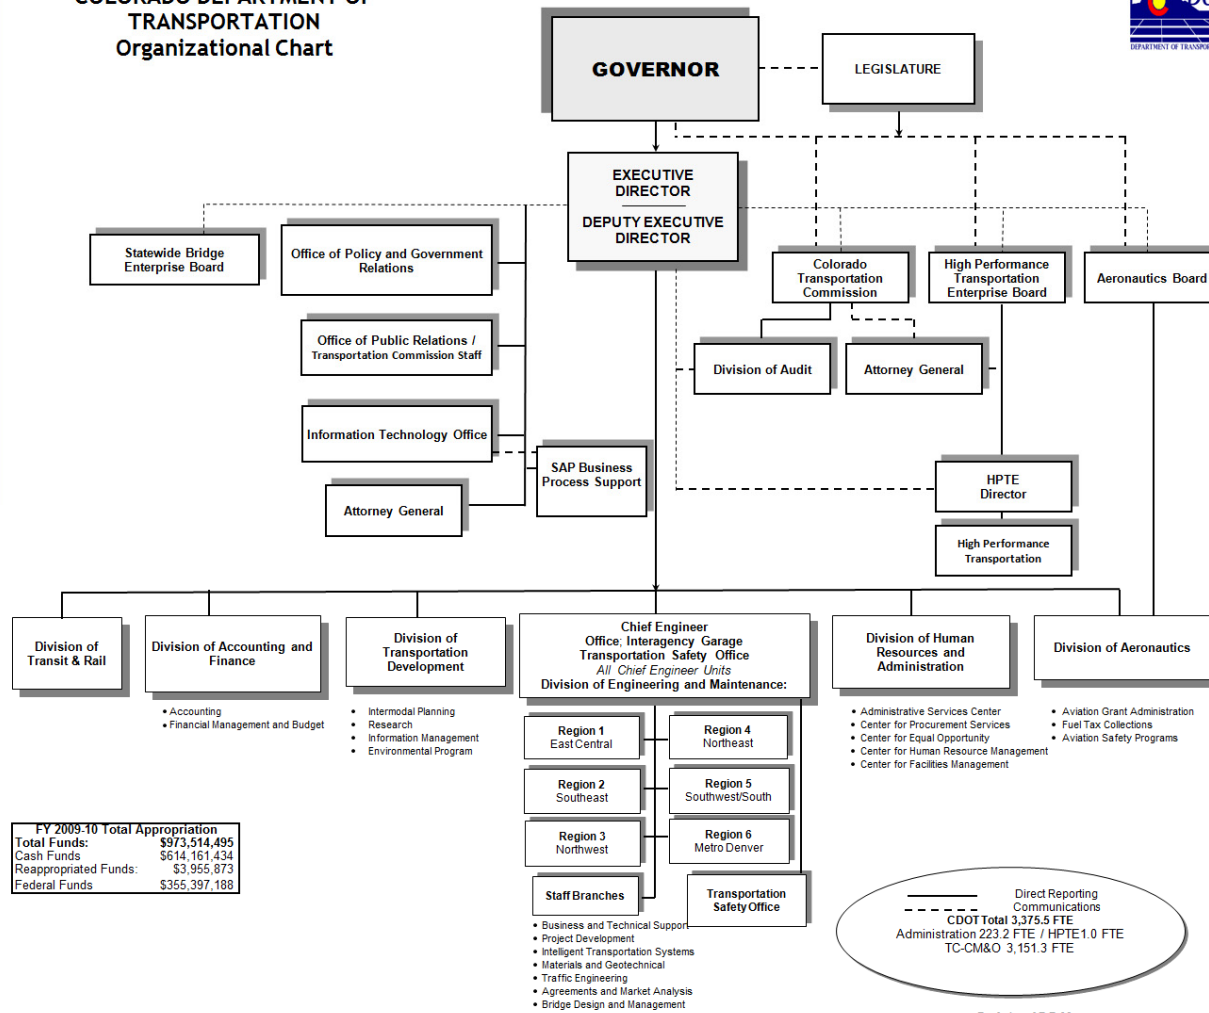 COLORADO DEPARTMENT OF
TRANSPORTATION
Organizational Chart
DEPARTMENT OF TRANSPOR
GOVERNOR
LEGISLATURE
EXECUTIVE
DIRECTOR
DEPUTY EXECUTIVE
DIRECTOR
Statewide Bridge
Enterprise Board
Office of Policy and Government
Relations
Office of Public Relations /
Transportation Commission Staff
Information Technology Office
SAP Business
Process Support
Attorney General
Colorado
Transportation
Commission
High Performance
Transportation
Enterprise Board
Aeronautics Board
Division of Audit
Attorney General
HPTE
Director
High Performance
Transportation
Division of
Transit & Rail
Division of Accounting and
Finance
• Accounting
• Financial Management and Budget
Division of
Transportation
Development
• Intermodal Planning
• Research
• Information Management
• Environmental Program
Chief Engineer
Office; Interagency Garage
Transportation Safety Office
All Chief Engineer Units
Division of Engineering and Maintenance:
Division of Human
Resources and
Administration
• Administrative Services Center
• Center for Procurement Services
• Center for Equal Opportunity
• Center for Human Resource Management
• Center for Facilities Management
Division of Aeronautics
• Aviation Grant Administration
• Fuel Tax Collections
• Aviation Safety Programs
Region 1
East Central
Region 4
Northeast
Region 2
Southeast
Region 5
Southwest/South
Region 3
Northwest
Region 6
Metro Denver
Staff Branches
Transportation
Safety Office
• Business and Technical Support
• Project Development
• Intelligent Transportation Systems
• Materials and Geotechnical
• Traffic Engineering
• Agreements and Market Analysis
• Bridge Design and Management
FY 2009-10 Total Appropriation
Total Funds: $973,514,495
Cash Funds $614,161,434
Reappropriated Funds: $3,955,873
Federal Funds $355,397,188
Direct Reporting
Communications
CDOT Total 3,375.5 FTE
Administration 223.2 FTE / HPTE1.0 FTE
TC-CM&O 3,151.3 FTE